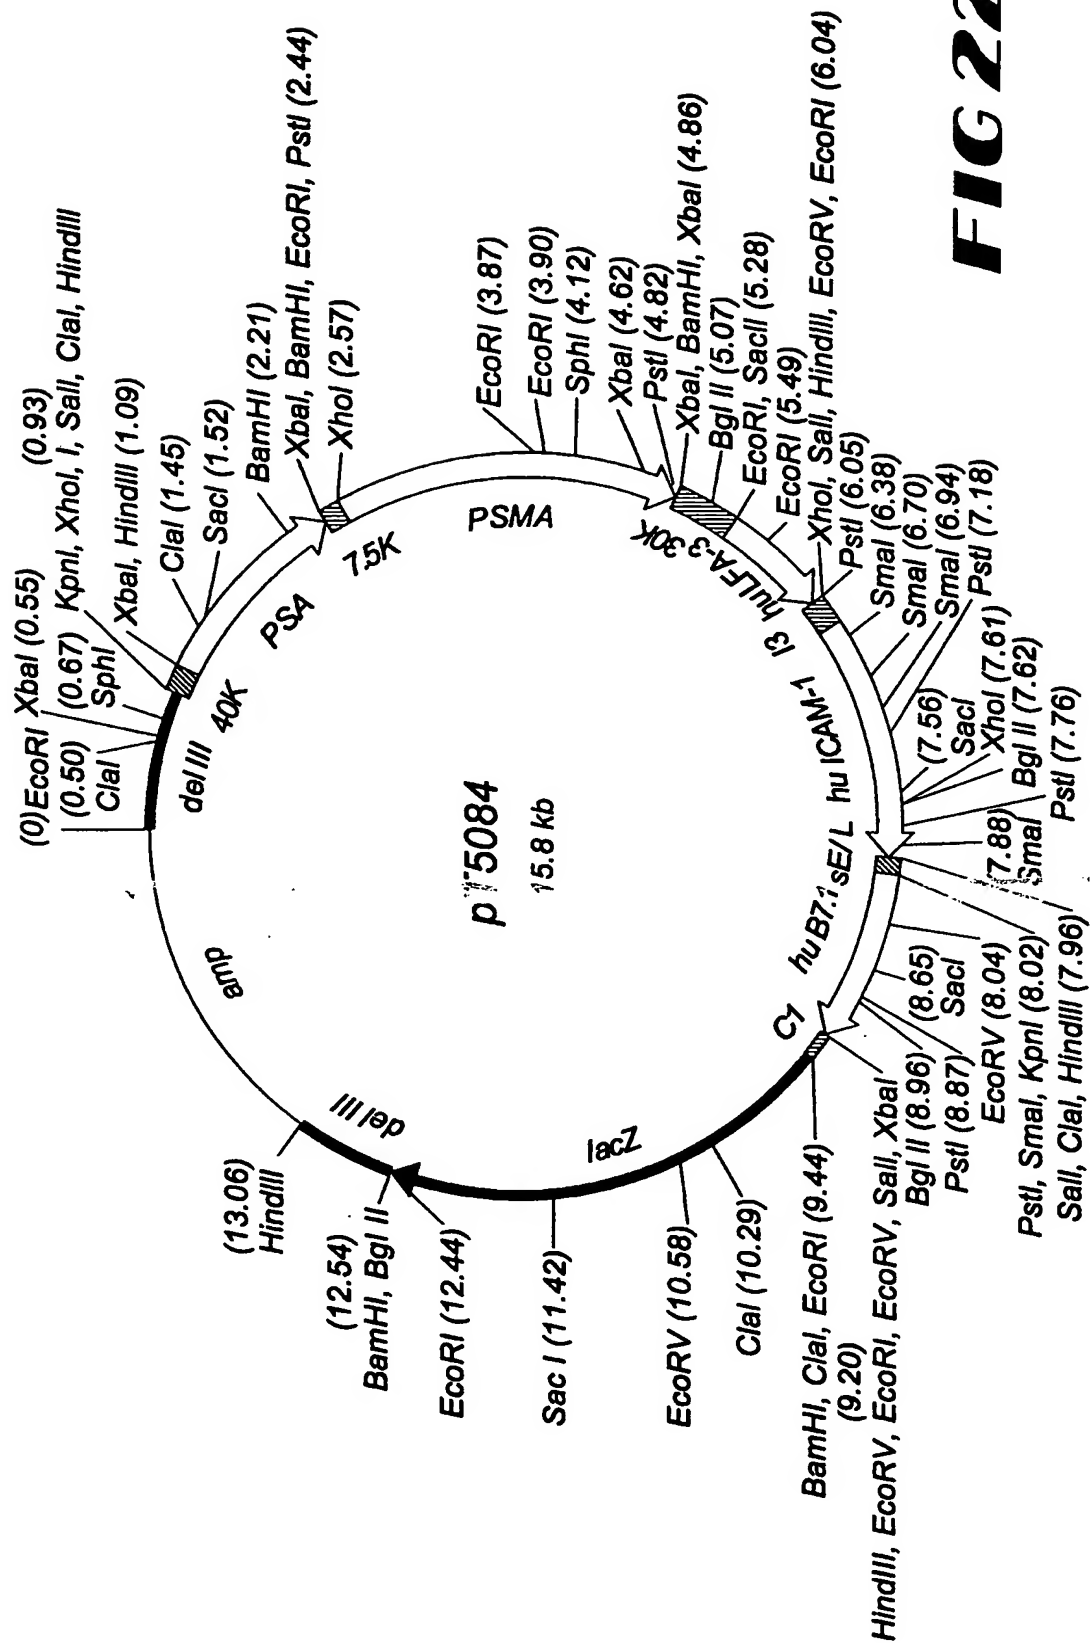 (0)EcoRI
(0.50)
ClaI
XbaI (0.55)
(0.67)
SphI
(0.93)
KpnI, XhoI, I, SalI, ClaI, HindIII
XbaI, HindIII (1.09)
ClaI (1.45)
SacI (1.52)
BamHI (2.21)
XbaI, BamHI, EcoRI, PstI (2.44)
XhoI (2.57)
EcoRI (3.87)
EcoRI (3.90)
SphI (4.12)
XbaI (4.62)
PstI (4.82)
XbaI, BamHI, XbaI (4.86)
Bgl II (5.07)
EcoRI, SacII (5.28)
EcoRI (5.49)
XhoI, SalI, HindIII, EcoRV, EcoRI (6.04)
PstI (6.05)
SmaI (6.38)
SmaI (6.70)
SmaI (6.94)
PstI (7.18)
(7.56)
SacI
XhoI (7.61)
Bgl II (7.62)
PstI (7.76)
(7.88)
SmaI
SalI, ClaI, HindIII (7.96)
PstI, SmaI, KpnI (8.02)
EcoRV (8.04)
(8.65)
SacI
PstI (8.87)
Bgl II (8.96)
HindIII, EcoRV, EcoRI, EcoRV, SalI, XbaI
(9.20)
BamHI, ClaI, EcoRI (9.44)
ClaI (10.29)
EcoRV (10.58)
Sac I (11.42)
EcoRI (12.44)
(12.54)
BamHI, Bgl II
(13.06)
HindIII
del III
40K
PSA
7.5K
PSMA
30K
huLFA-3
I3
hu ICAM-1
sE/L
hu B7.1
C1
lacZ
del III
amp
15.8 kb
FIG 22